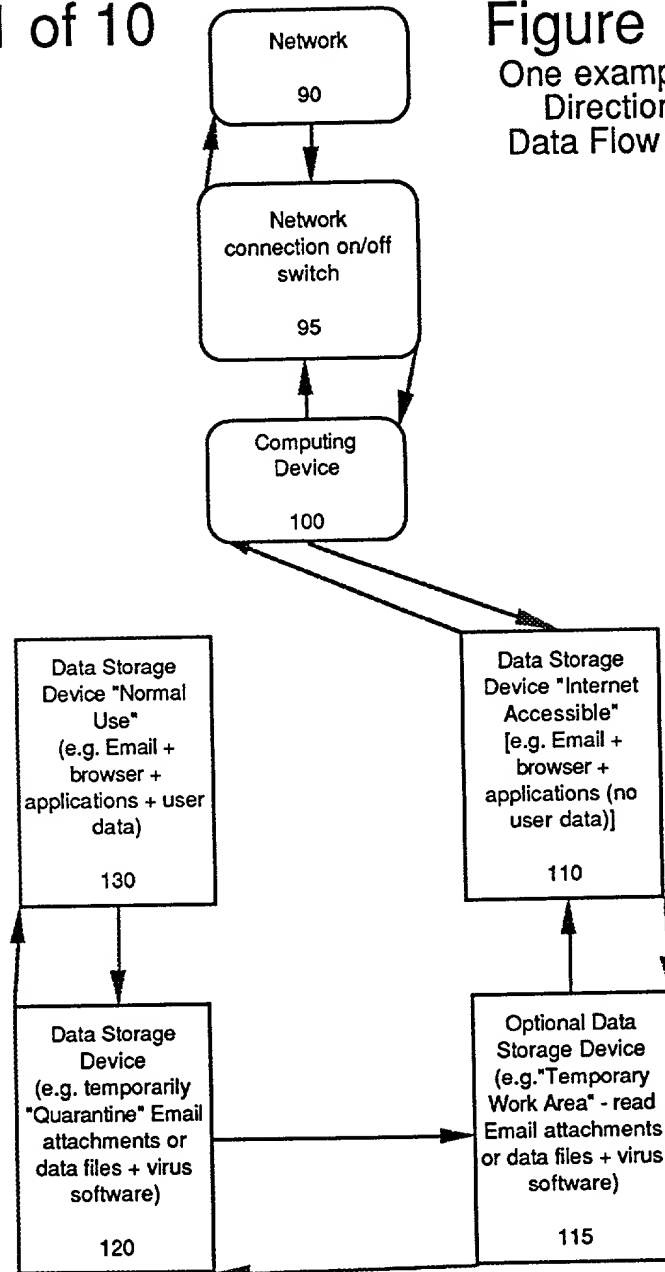 1 of 10
Figure
One examp
Direction
Data Flow
Network
90
Network
connection on/off
switch
95
Computing
Device
100
Data Storage
Device "Normal
Use"
(e.g. Email +
browser +
applications + user
data)
130
Data Storage
Device "Internet
Accessible"
[e.g. Email +
browser +
applications (no
user data)]
110
Data Storage
Device
(e.g. temporarily
"Quarantine" Email
attachments or
data files + virus
software)
120
Optional Data
Storage Device
(e.g."Temporary
Work Area" - read
Email attachments
or data files + virus
software)
115